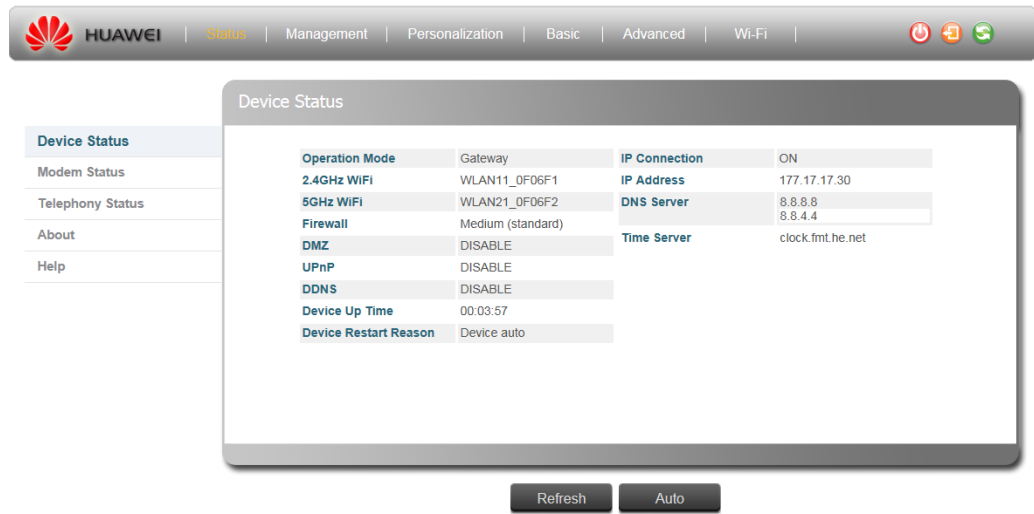 HUAWEI | Status | Management | Personalization | Basic | Advanced | Wi-Fi |
Device Status
Device Status
Modem Status
Telephony Status
About
Help
Operation Mode Gateway IP Connection ON
2.4GHz WiFi WLAN11_0F06F1 IP Address 177.17.17.30
5GHz WiFi WLAN21_0F06F2 DNS Server 8.8.8.8
8.8.4.4
Firewall Medium (standard)
DMZ DISABLE Time Server clock.fmt.he.net
UPnP DISABLE
DDNS DISABLE
Device Up Time 00:03:57
Device Restart Reason Device auto
Refresh Auto